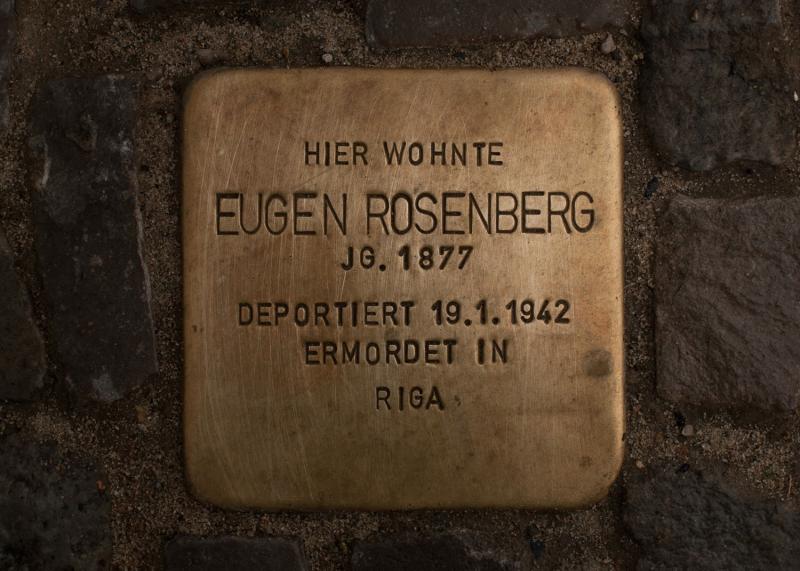 HIER WOHNTE
EUGEN ROSENBERG
JG. 1877
DEPORTIERT 19.1.1942
ERMORDET IN
RIGA